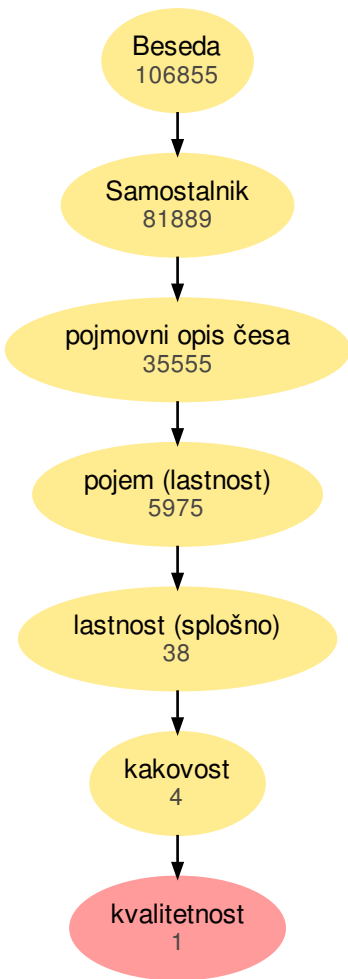 Beseda
106855
Samostalnik
81889
pojmovni opis česa
35555
pojem (lastnost)
5975
lastnost (splošno)
38
kakovost
4
kvalitetnost
1